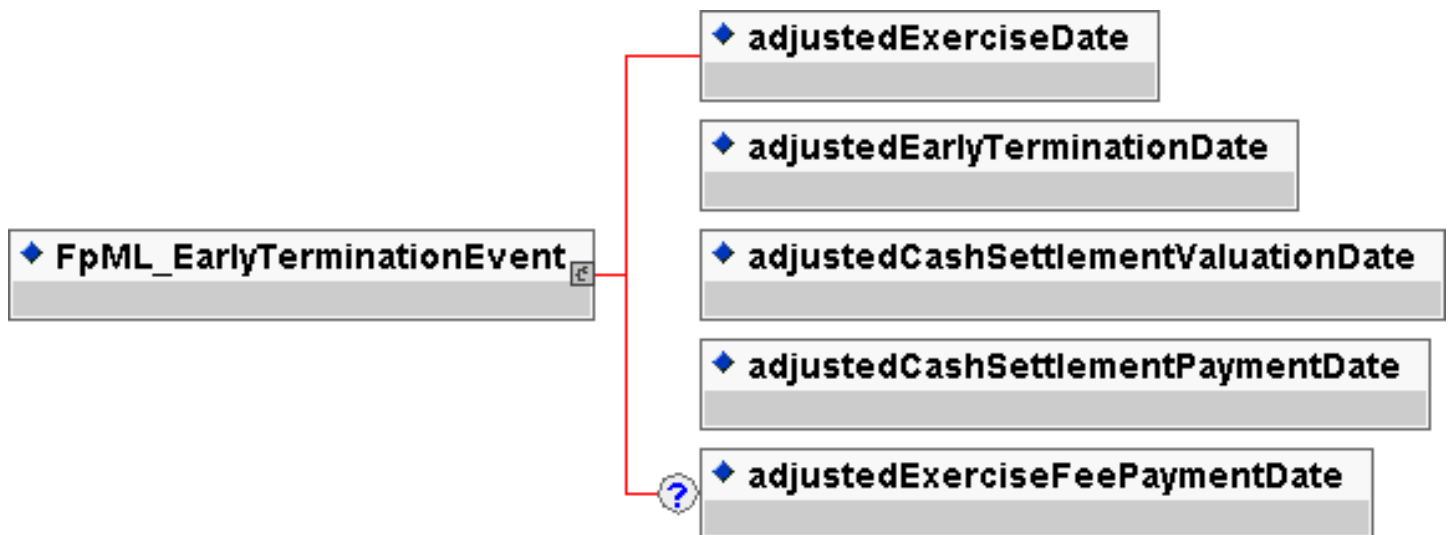 adjustedExerciseDate
adjustedEarlyTerminationDate
FpML_EarlyTerminationEvent
adjustedCashSettlementValuationDate
adjustedCashSettlementPaymentDate
?
adjustedExerciseFeePaymentDate